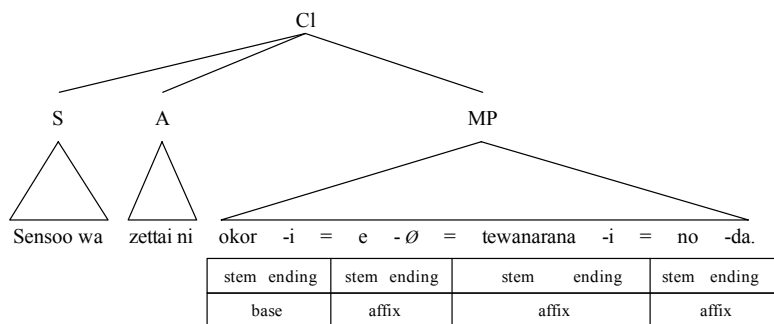 Cl
S A MP
Sensoo wa zettai ni okor -i = e -Ø = tewanarana -i = no -da.
stem ending stem ending stem ending stem ending
base affix affix affix